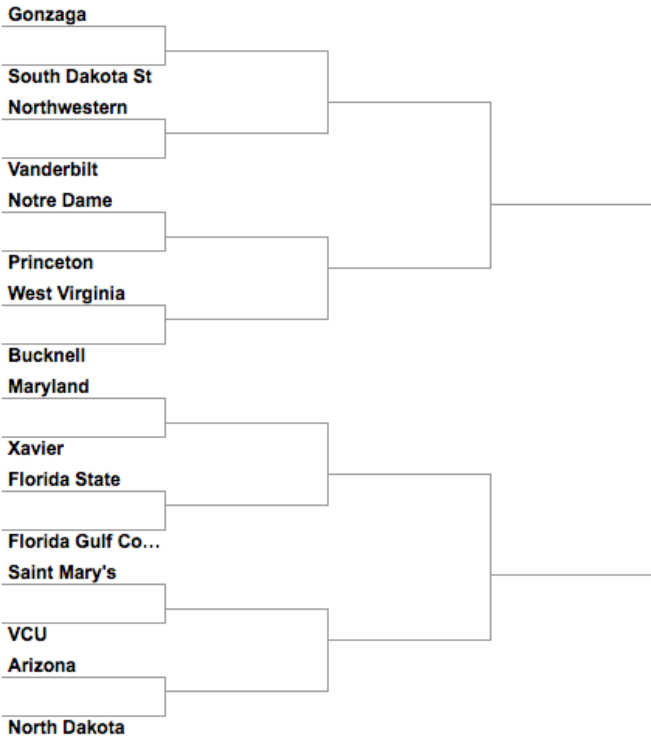 Gonzaga
South Dakota St
Northwestern
Vanderbilt
Notre Dame
Princeton
West Virginia
Bucknell
Maryland
Xavier
Florida State
Florida Gulf Co...
Saint Mary's
VCU
Arizona
North Dakota